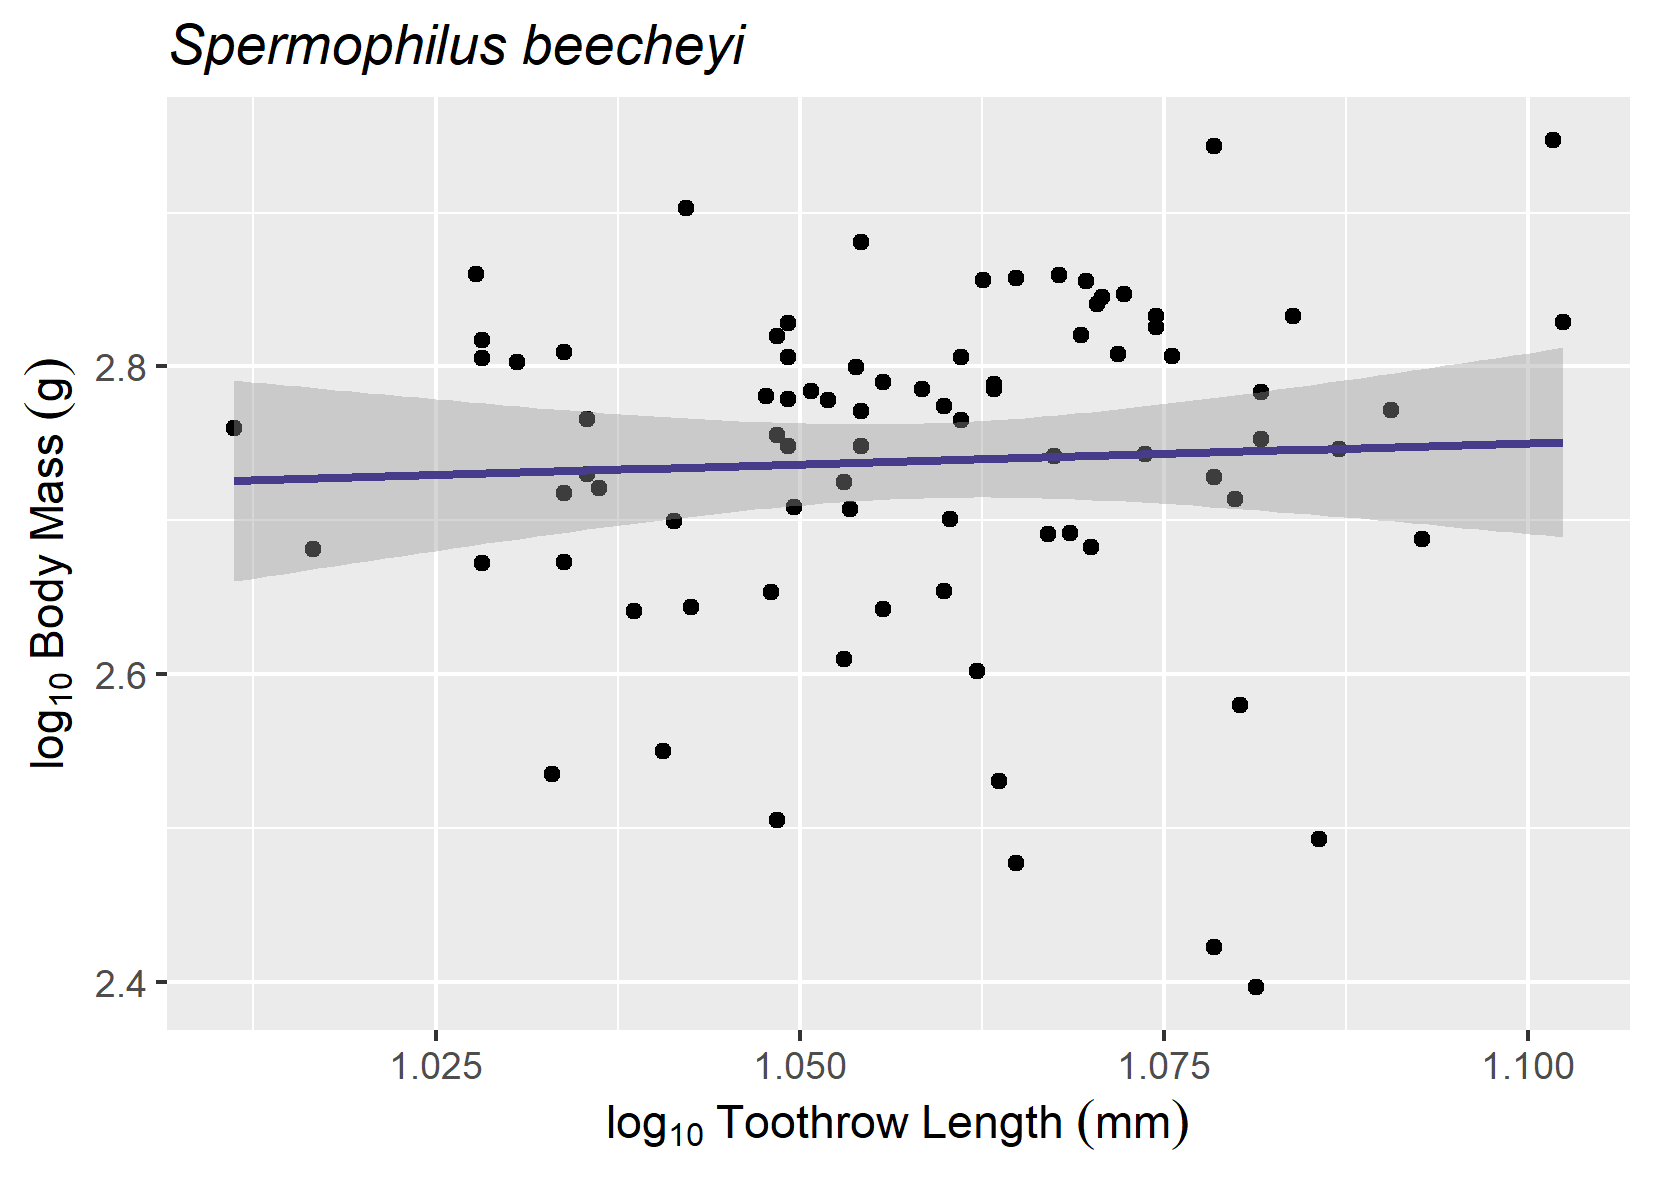 Spermophilus beecheyi
log₁₀ Body Mass (g)
2.8
2.6
2.4
1.025 1.050 1.075 1.100
log₁₀ Toothrow Length (mm)